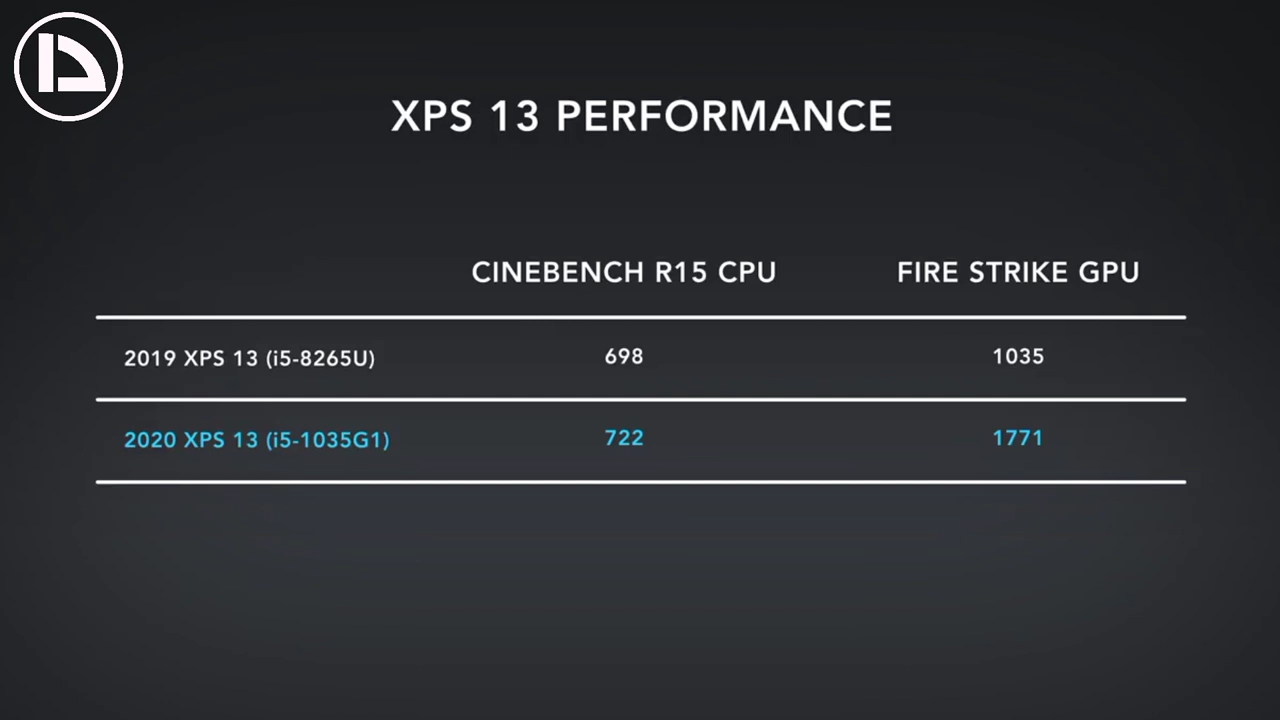 XPS 13 PERFORMANCE
CINEBENCH R15 CPU FIRE STRIKE GPU
2019 XPS 13 (i5-8265U) 698 1035
2020 XPS 13 (i5-1035G1) 722 1771